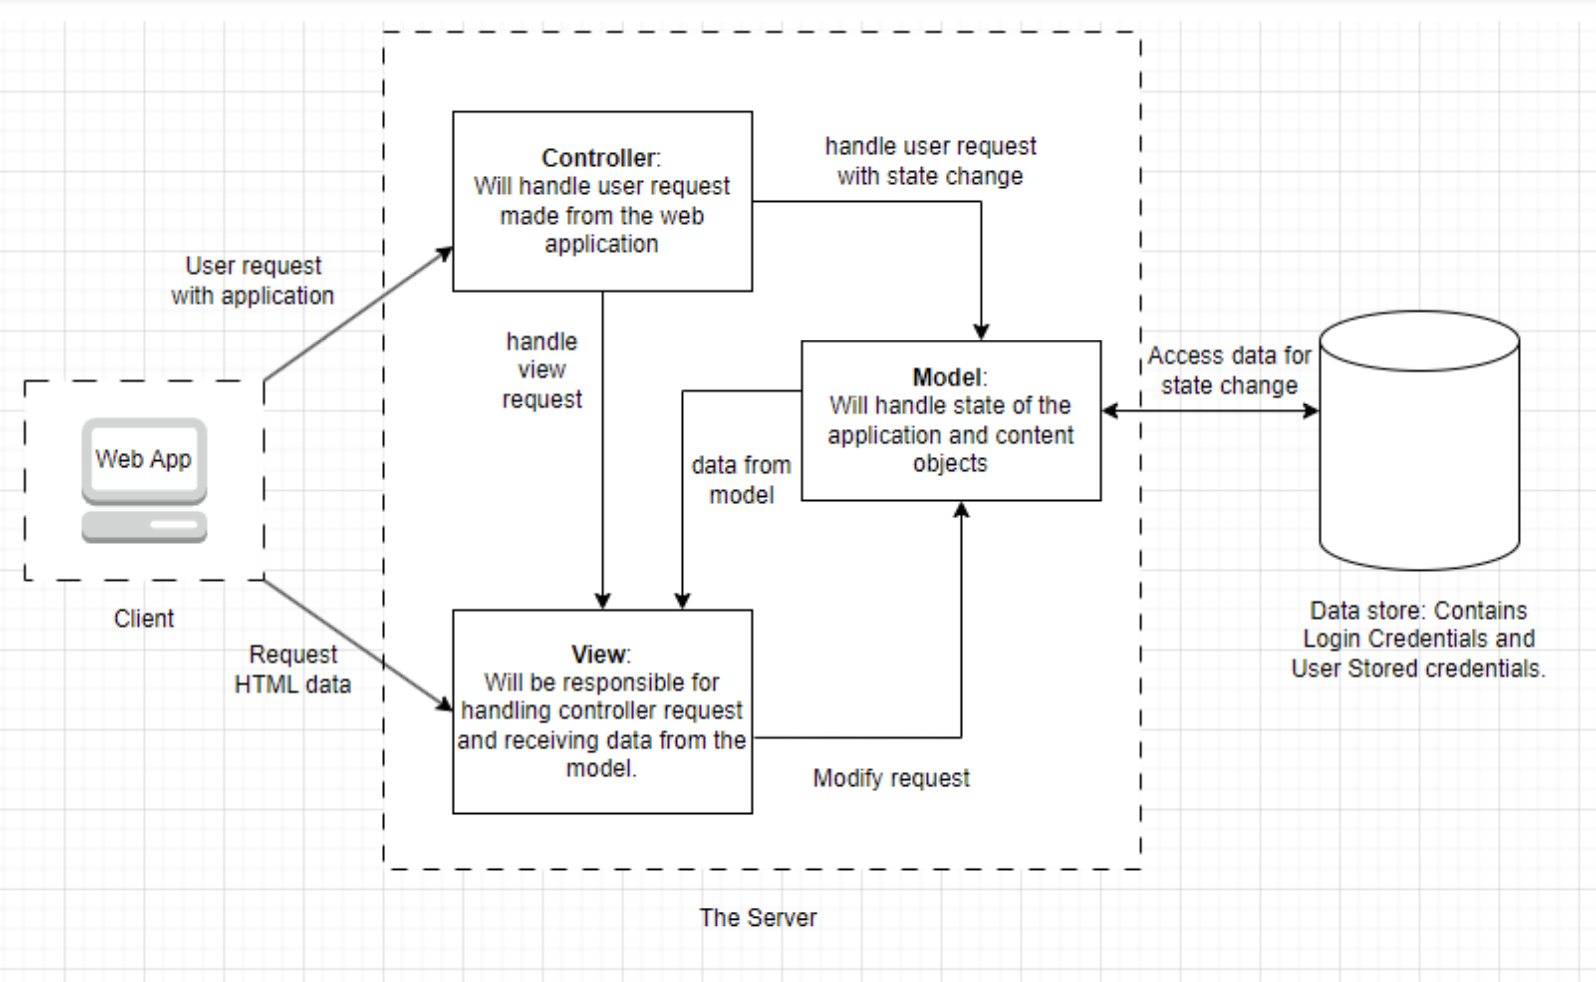 Controller:
Will handle user request
made from the web
application
handle user request
with state change
User request
with application
handle
view
request
Model:
Will handle state of the
application and content
objects
Access data for
state change
Web App
data from
model
Client
Request
HTML data
View:
Will be responsible for
handling controller request
and receiving data from the
model.
Modify request
Data store: Contains
Login Credentials and
User Stored credentials.
The Server